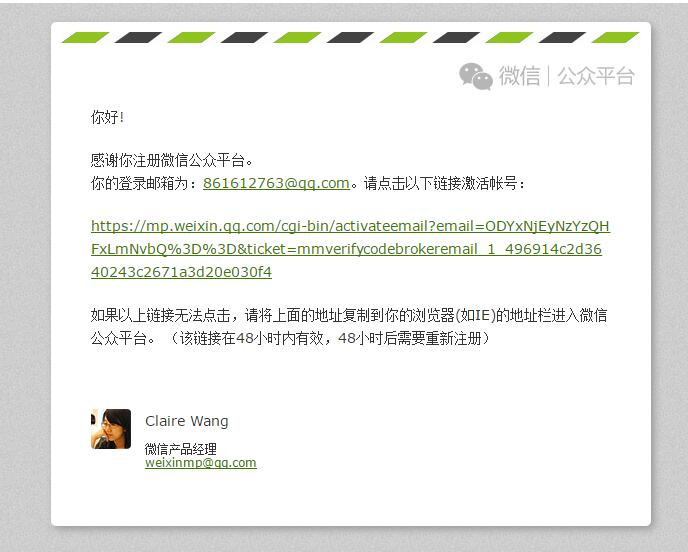 微信 | 公众平台
你好!
感谢你注册微信公众平台。
你的登录邮箱为：861612763@qq.com。请点击以下链接激活帐号：
https://mp.weixin.qq.com/cgi-bin/activateemail?email=ODYxNjEyNzYzQH
FxLmNvbQ%3D%3D&ticket=mmverifycodebrokeremail_1_496914c2d36
40243c2671a3d20e030f4
如果以上链接无法点击，请将上面的地址复制到你的浏览器(如IE)的地址栏进入微信
公众平台。 （该链接在48小时内有效，48小时后需要重新注册）
Claire Wang
微信产品经理
weixinmp@qq.com